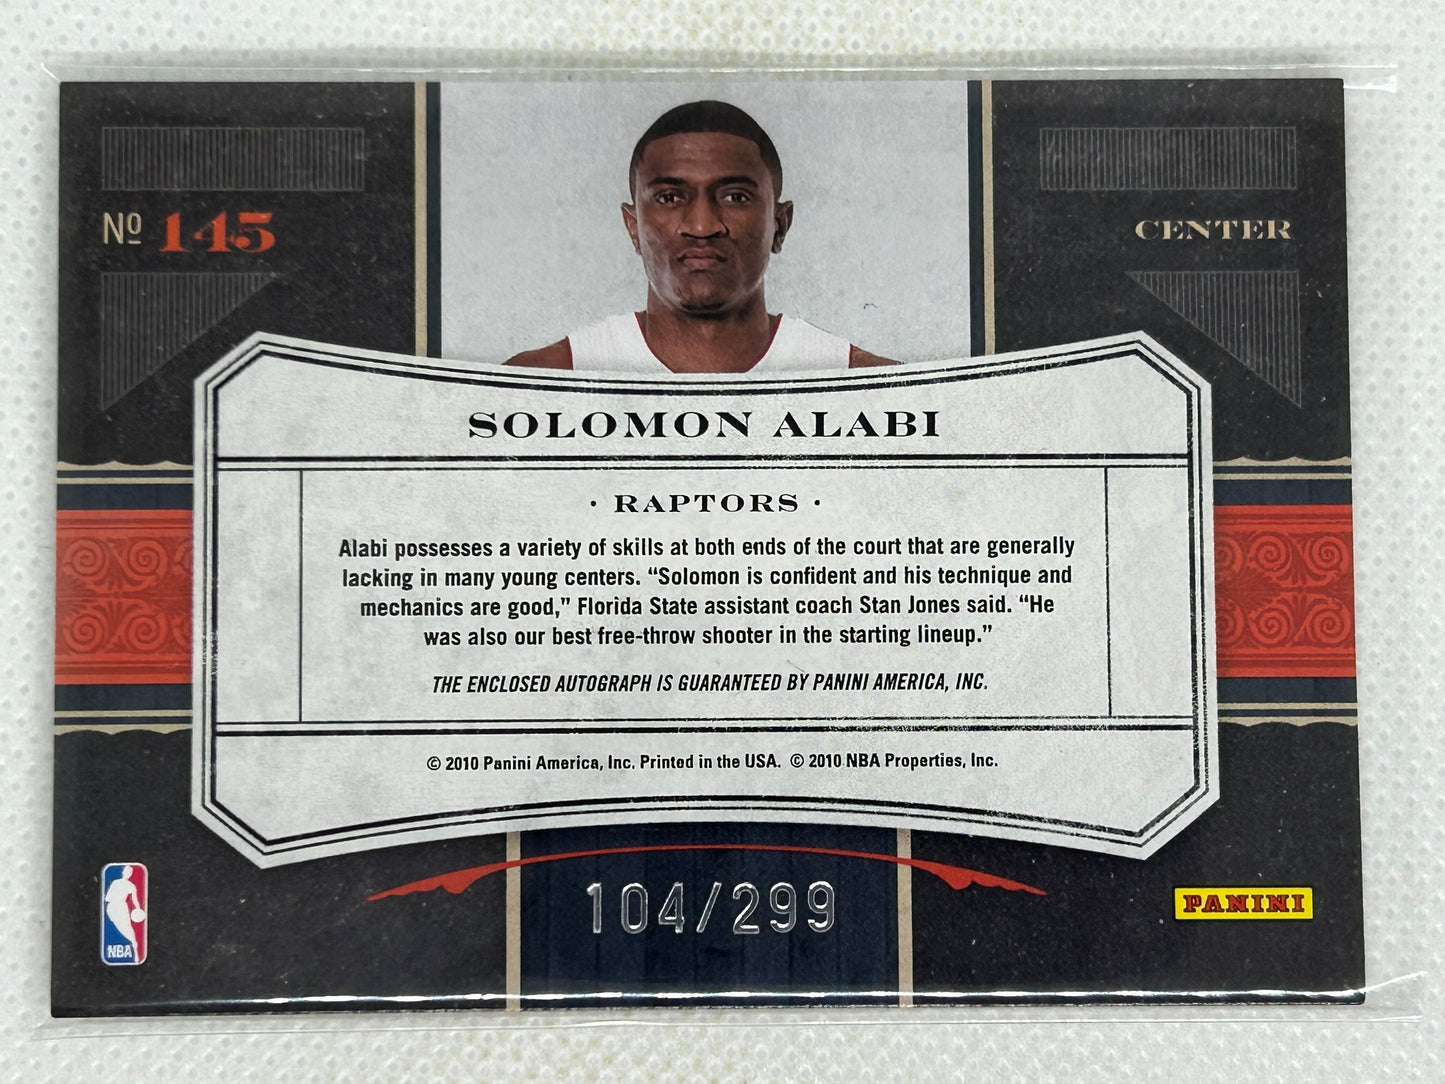 Nº 145
CENTER
SOLOMON ALABI
· RAPTORS ·
Alabi possesses a variety of skills at both ends of the court that are generally
lacking in many young centers. “Solomon is confident and his technique and
mechanics are good,” Florida State assistant coach Stan Jones said. “He
was also our best free-throw shooter in the starting lineup.”
THE ENCLOSED AUTOGRAPH IS GUARANTEED BY PANINI AMERICA, INC.
© 2010 Panini America, Inc. Printed in the USA. © 2010 NBA Properties, Inc.
104/299
NBA
PANINI